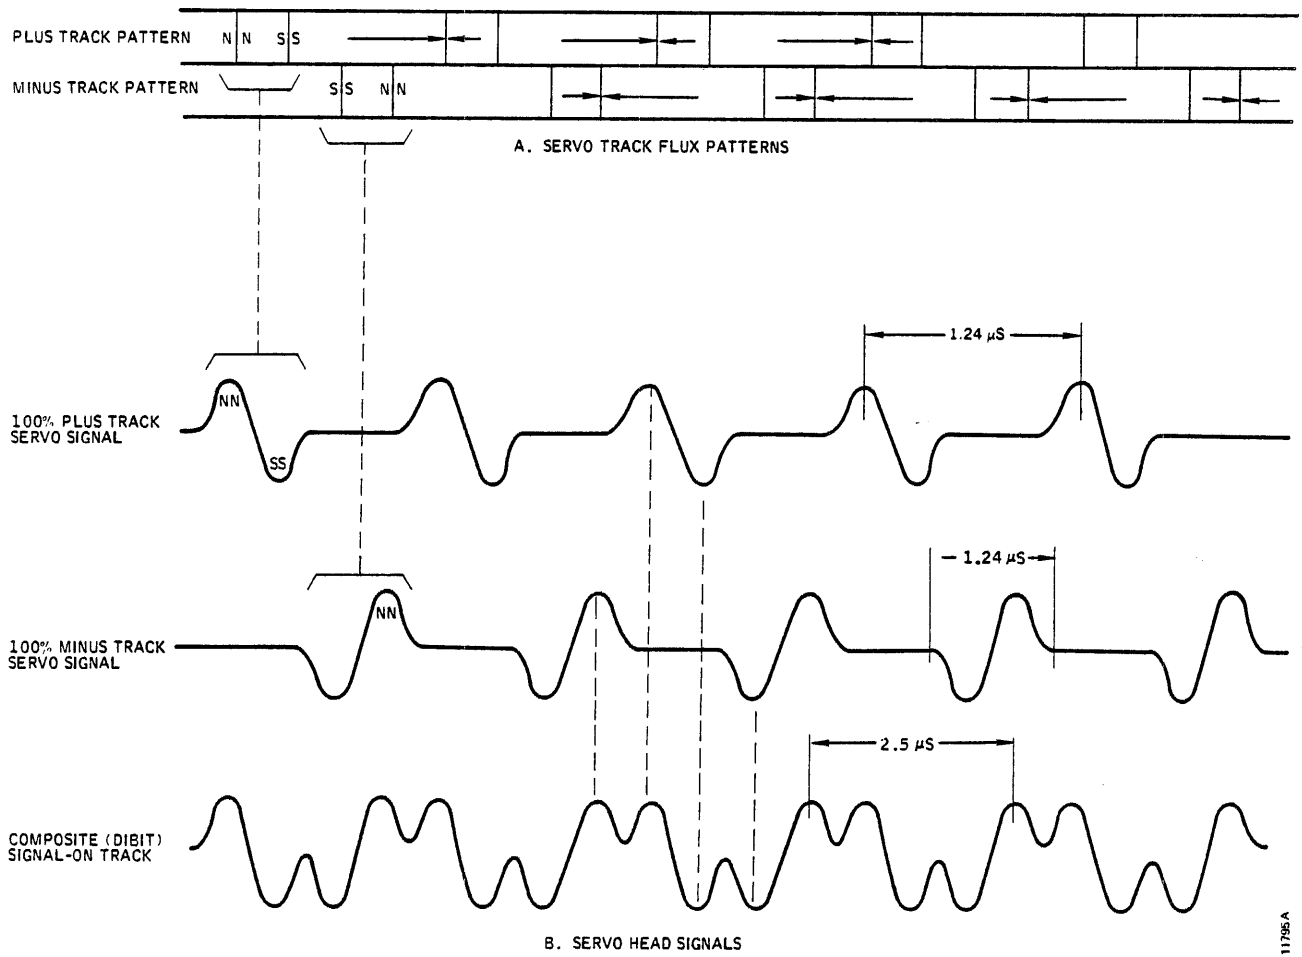 PLUS TRACK PATTERN N N S S
MINUS TRACK PATTERN S S N N
A. SERVO TRACK FLUX PATTERNS
1.24 µS
NN
100% PLUS TRACK
SERVO SIGNAL
SS
1.24 µS
NN
100% MINUS TRACK
SERVO SIGNAL
2.5 µS
COMPOSITE (DIBIT)
SIGNAL-ON TRACK
B. SERVO HEAD SIGNALS
11795A